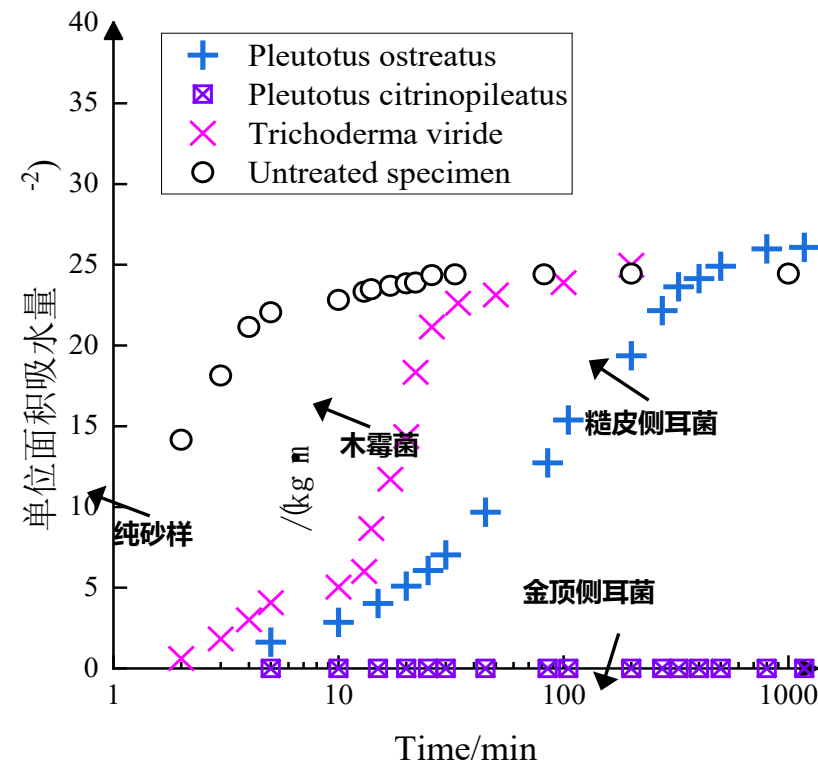 40
35
30
25
20
15
10
5
0
Pleutotus ostreatus
Pleutotus citrinopileatus
Trichoderma viride
Untreated specimen
单位面积吸水量
/(kg m
-2)
纯砂样
木霉菌
糙皮侧耳菌
金顶侧耳菌
1 10 100 1000
Time/min